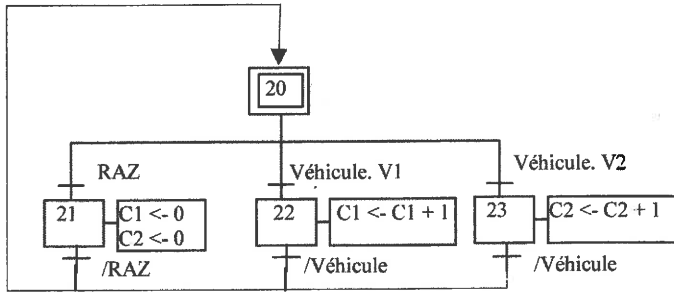 20
RAZ
Véhicule. V1
Véhicule. V2
21
C1 <- 0
C2 <- 0
22
C1 <- C1 + 1
23
C2 <- C2 + 1
/RAZ
/Véhicule
/Véhicule